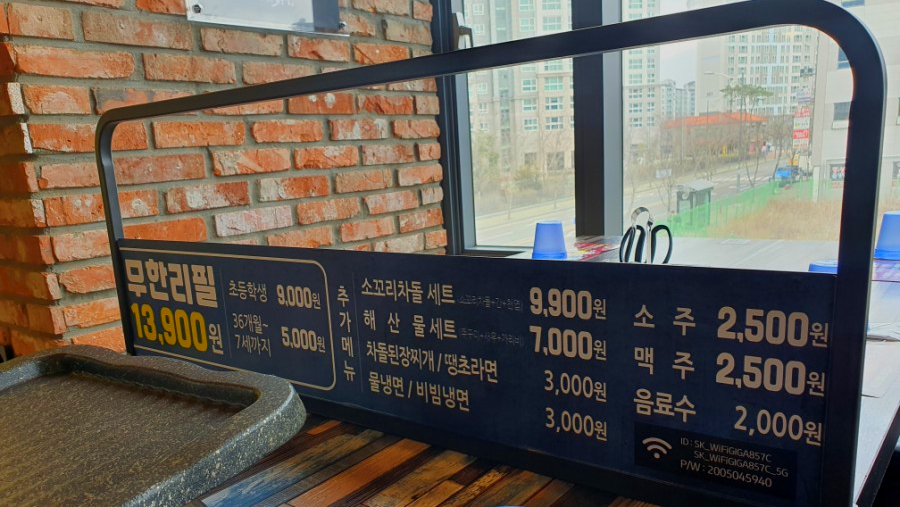 무한리필
13,900원
초등학생 9,000원
36개월~
7세까지 5,000원
추가메뉴
소꼬리차돌 세트 9,900원
해산물세트 7,000원
차돌된장찌개 / 땡초라면 3,000원
물냉면 / 비빔냉면 3,000원
소주 2,500원
맥주 2,500원
음료수 2,000원
ID : SK_WiFiGIGAB57C
SK_WiFiGIGAB57C_5G
P/W : 2005045940